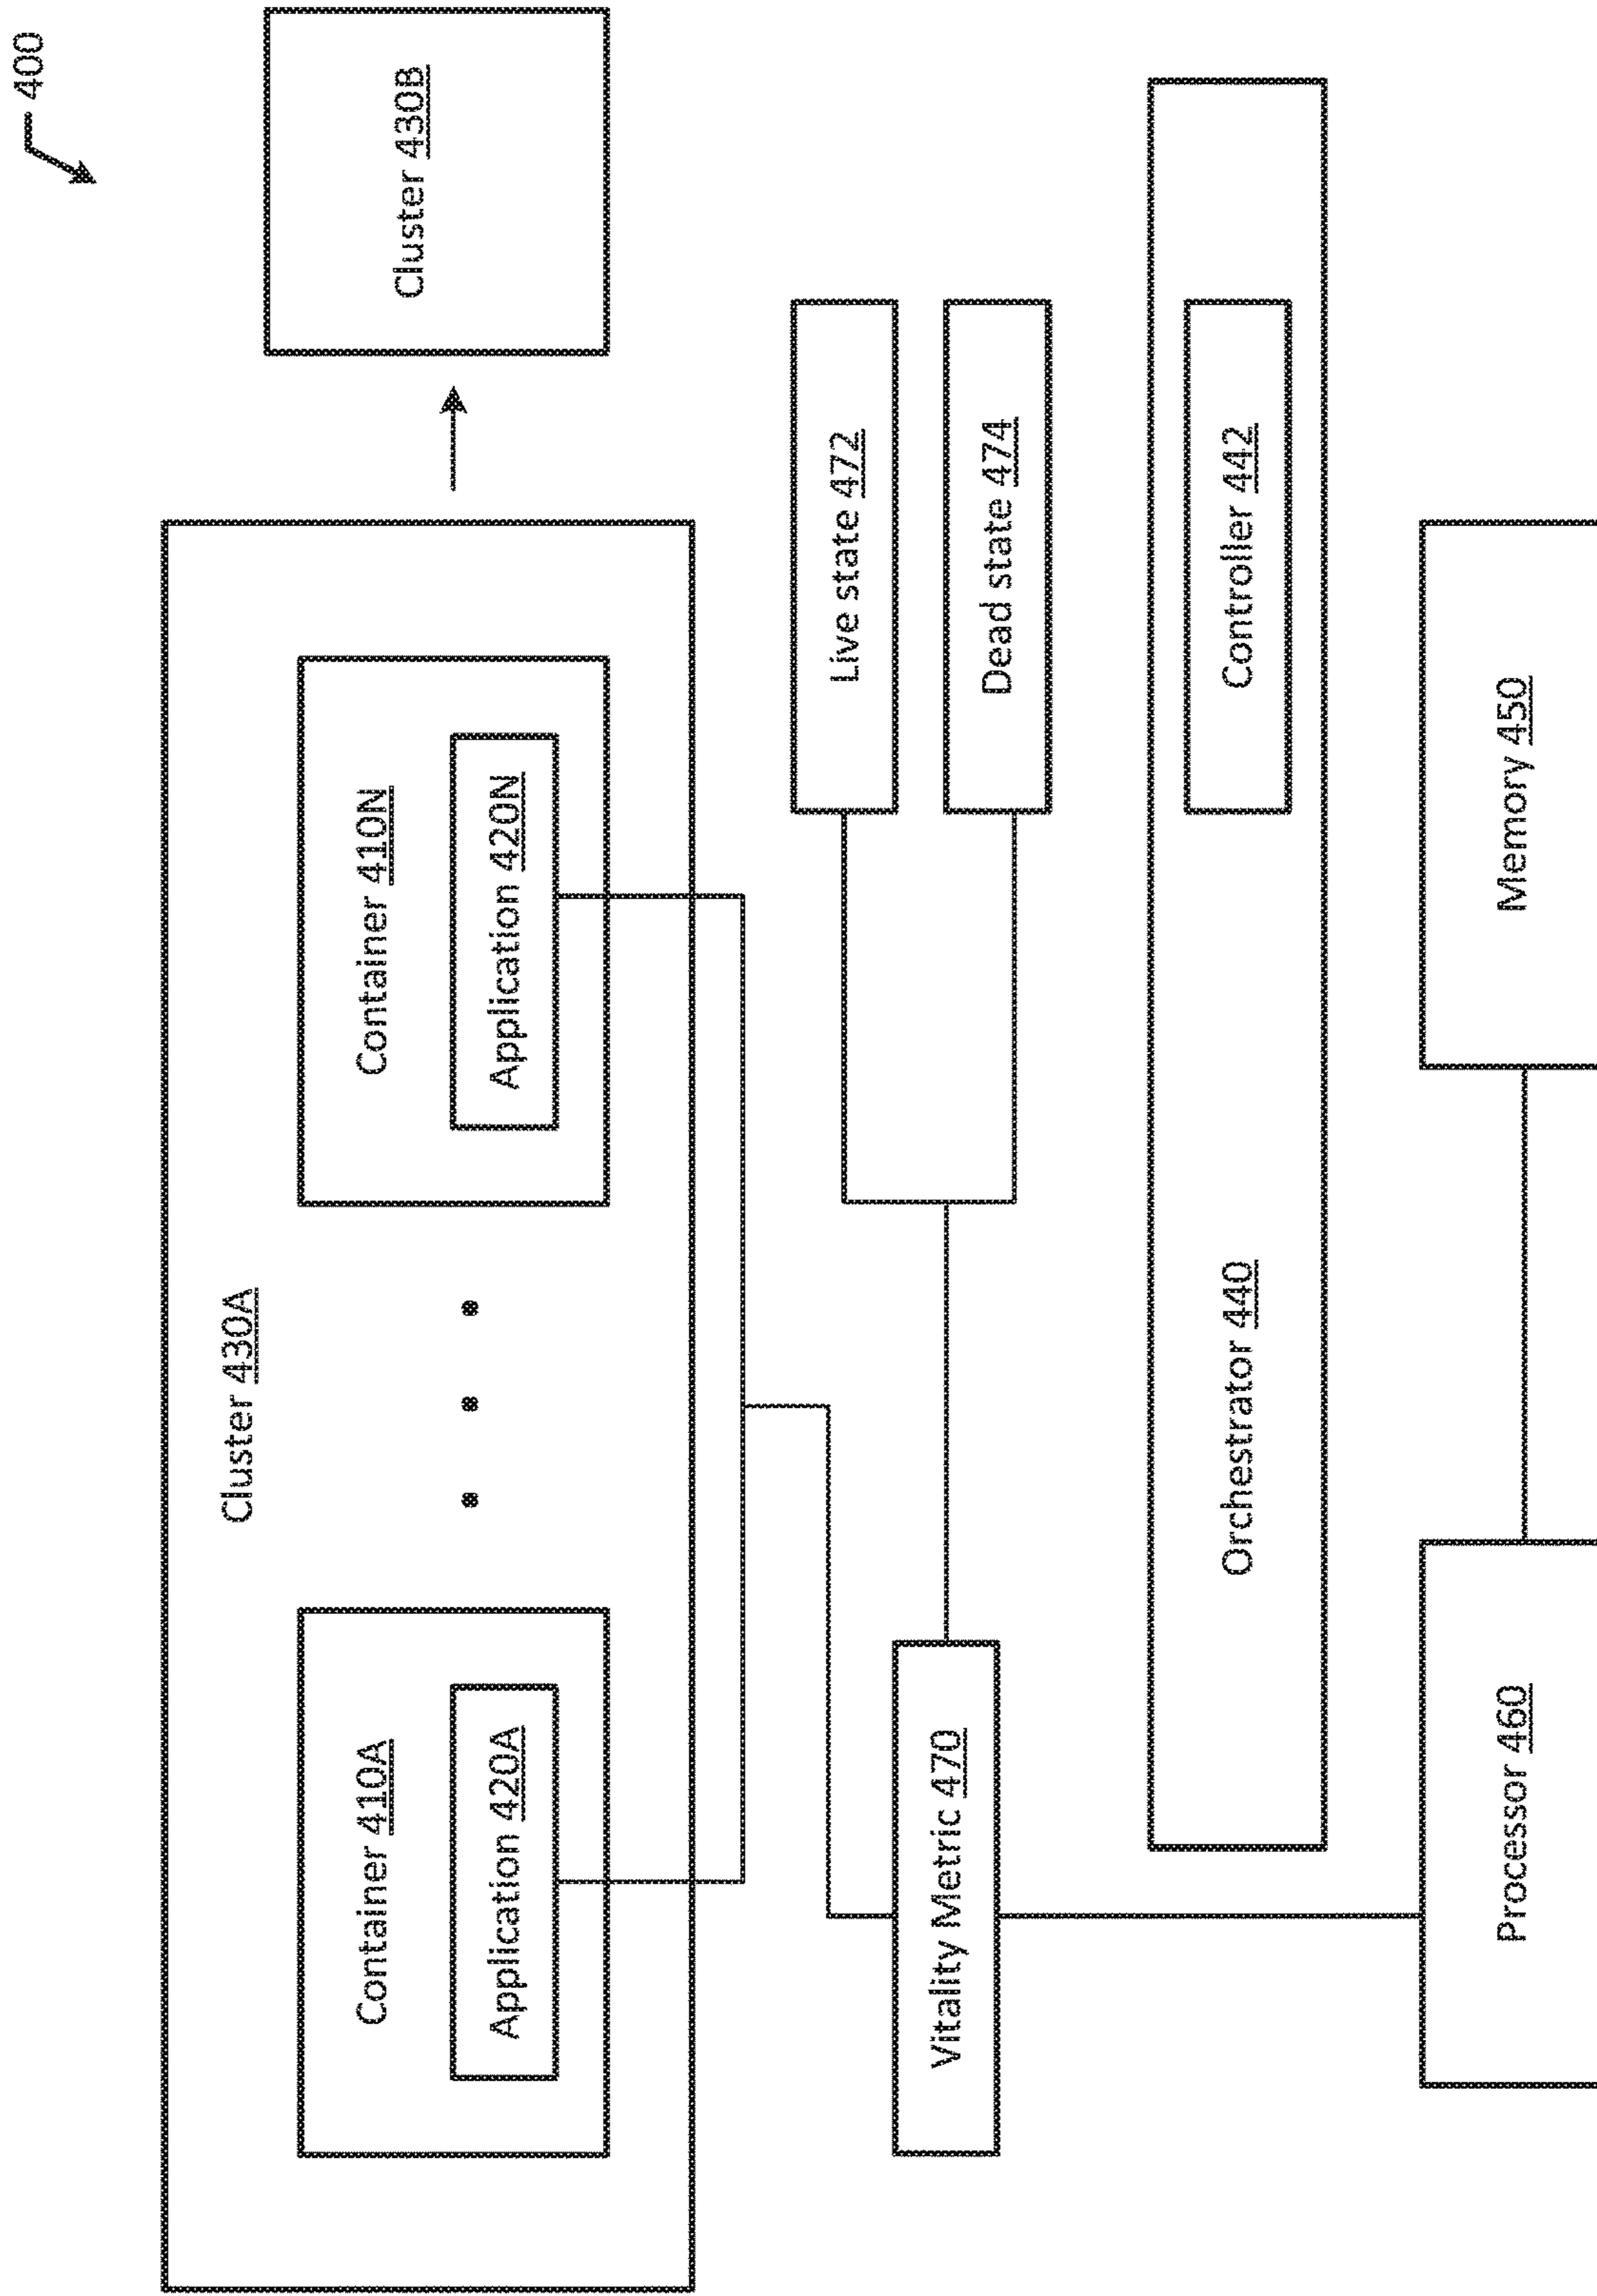 400
Cluster 430A
Cluster 430B
Container 410A
Container 410N
Application 420A
Application 420N
Live state 472
Vitality Metric 470
Dead state 474
Orchestrator 440
Controller 442
Processor 460
Memory 450